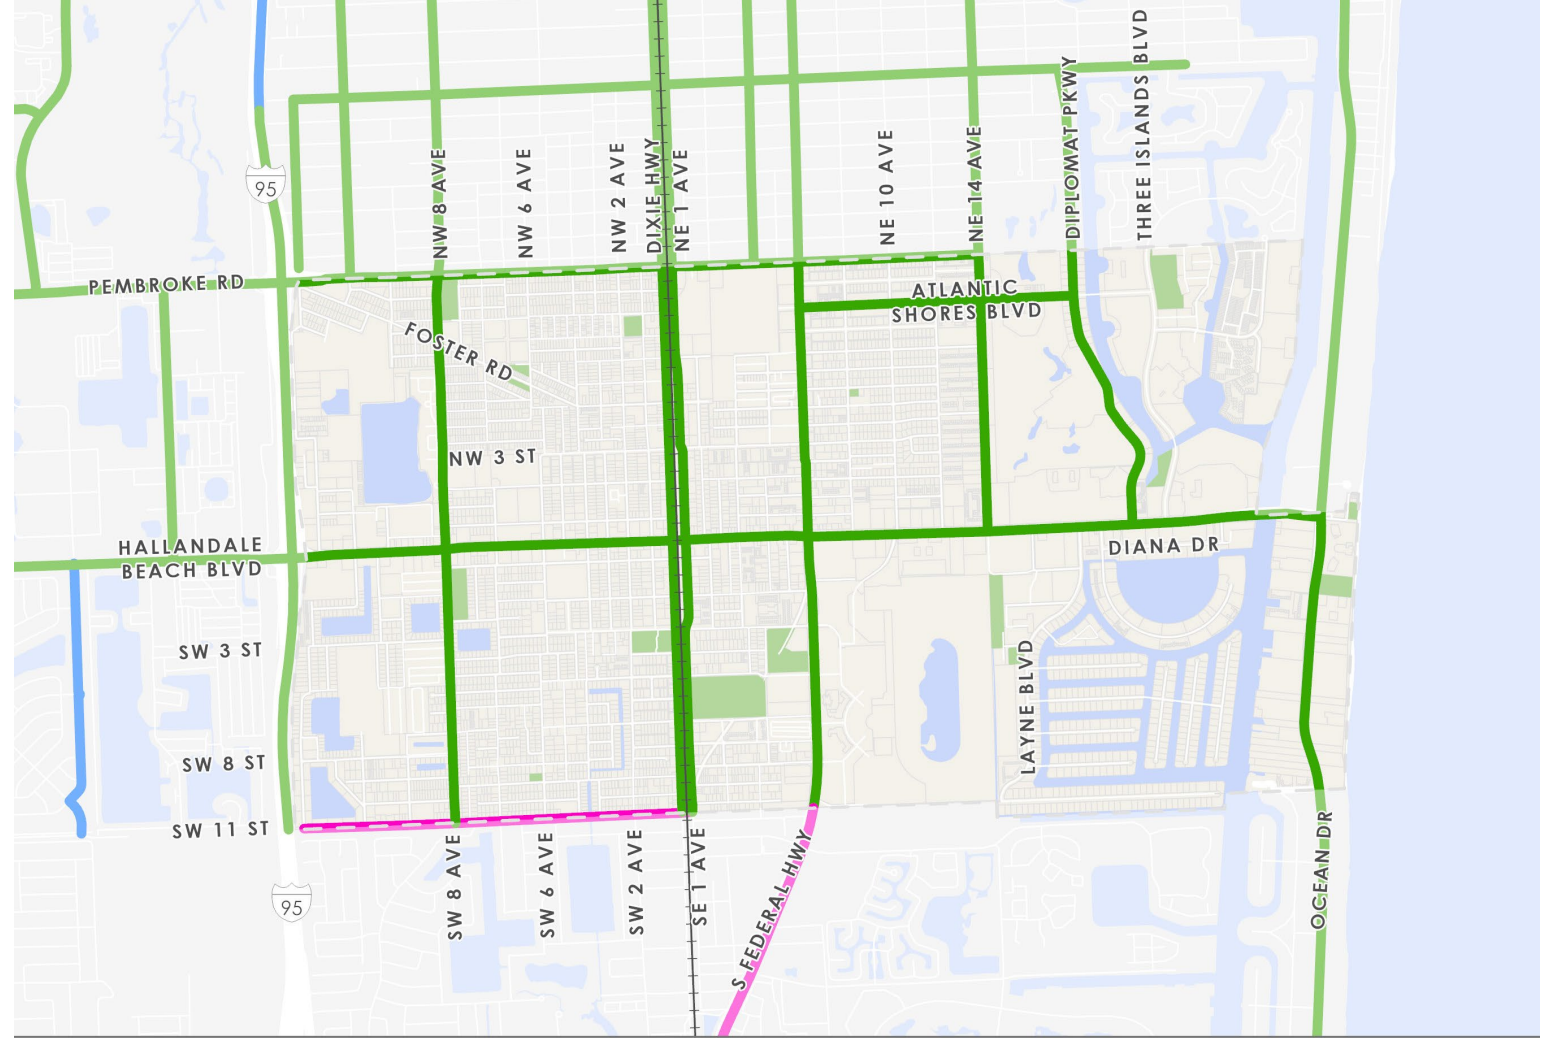 THREE ISLANDS BLVD
DIPLOMAT PKWY
NE 14 AVE
NE 10 AVE
NW 8 AVE
NW 6 AVE
NW 2 AVE
DIXIE HWY
NE 1 AVE
95
PEMBROKE RD
ATLANTIC
SHORES BLVD
FOSTER RD
NW 3 ST
HALLANDALE
BEACH BLVD
DIANA DR
SW 3 ST
LAYNE BLVD
SW 8 ST
SW 11 ST
SW 8 AVE
SW 6 AVE
SW 2 AVE
SE 1 AVE
S FEDERAL HWY
OCEAN DR
95